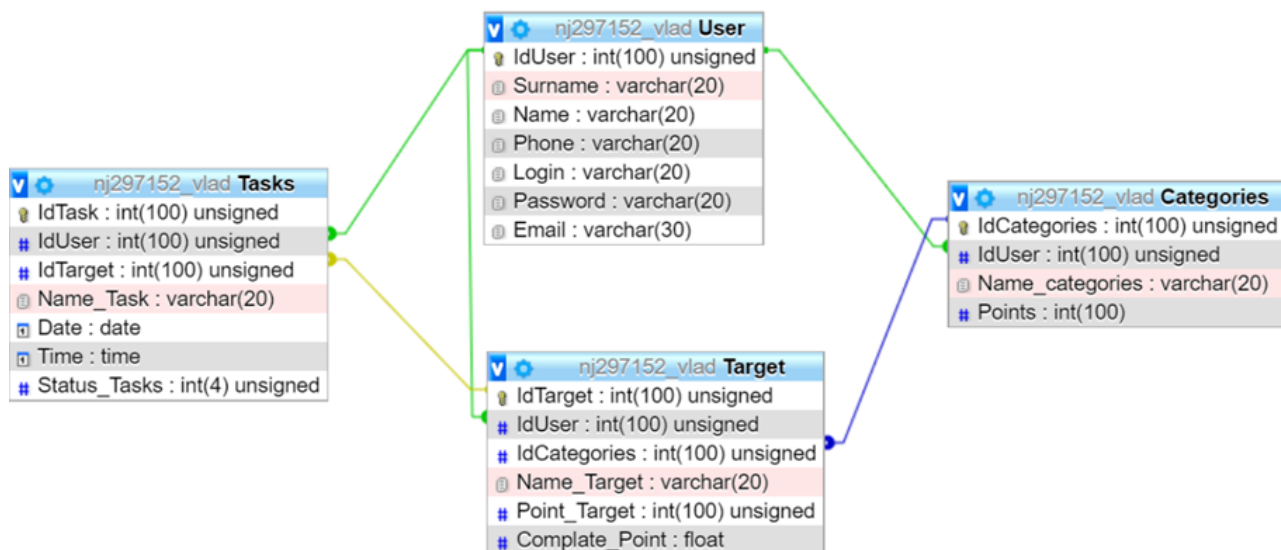 nj297152_vlad User
IdUser : int(100) unsigned
Surname : varchar(20)
Name : varchar(20)
Phone : varchar(20)
Login : varchar(20)
Password : varchar(20)
Email : varchar(30)
nj297152_vlad Tasks
IdTask : int(100) unsigned
IdUser : int(100) unsigned
IdTarget : int(100) unsigned
Name_Task : varchar(20)
Date : date
Time : time
Status_Tasks : int(4) unsigned
nj297152_vlad Categories
IdCategories : int(100) unsigned
IdUser : int(100) unsigned
Name_categories : varchar(20)
Points : int(100)
nj297152_vlad Target
IdTarget : int(100) unsigned
IdUser : int(100) unsigned
IdCategories : int(100) unsigned
Name_Target : varchar(20)
Point_Target : int(100) unsigned
Complate_Point : float